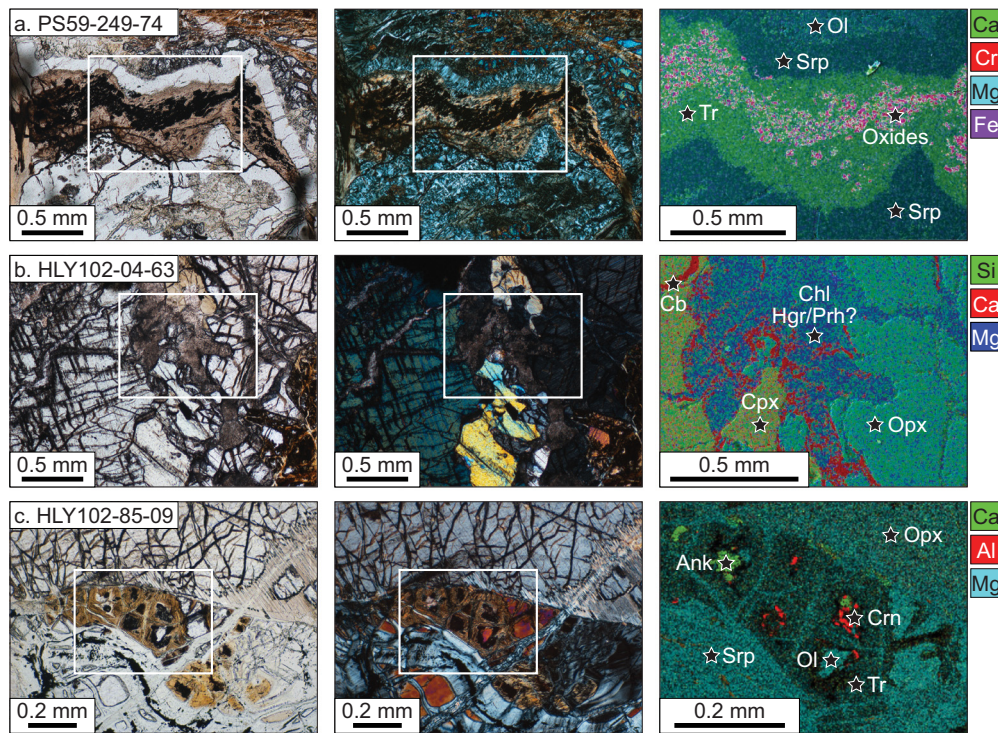 a. PS59-249-74
0.5 mm
0.5 mm
Ol
Srp
Tr
Oxides
Srp
0.5 mm
Ca
Cr
Mg
Fe
b. HLY102-04-63
0.5 mm
0.5 mm
Cb
Chl
Hgr/Prh?
Cpx
Opx
0.5 mm
Si
Ca
Mg
c. HLY102-85-09
0.2 mm
0.2 mm
Opx
Ank
Crn
Srp
Ol
Tr
0.2 mm
Ca
Al
Mg